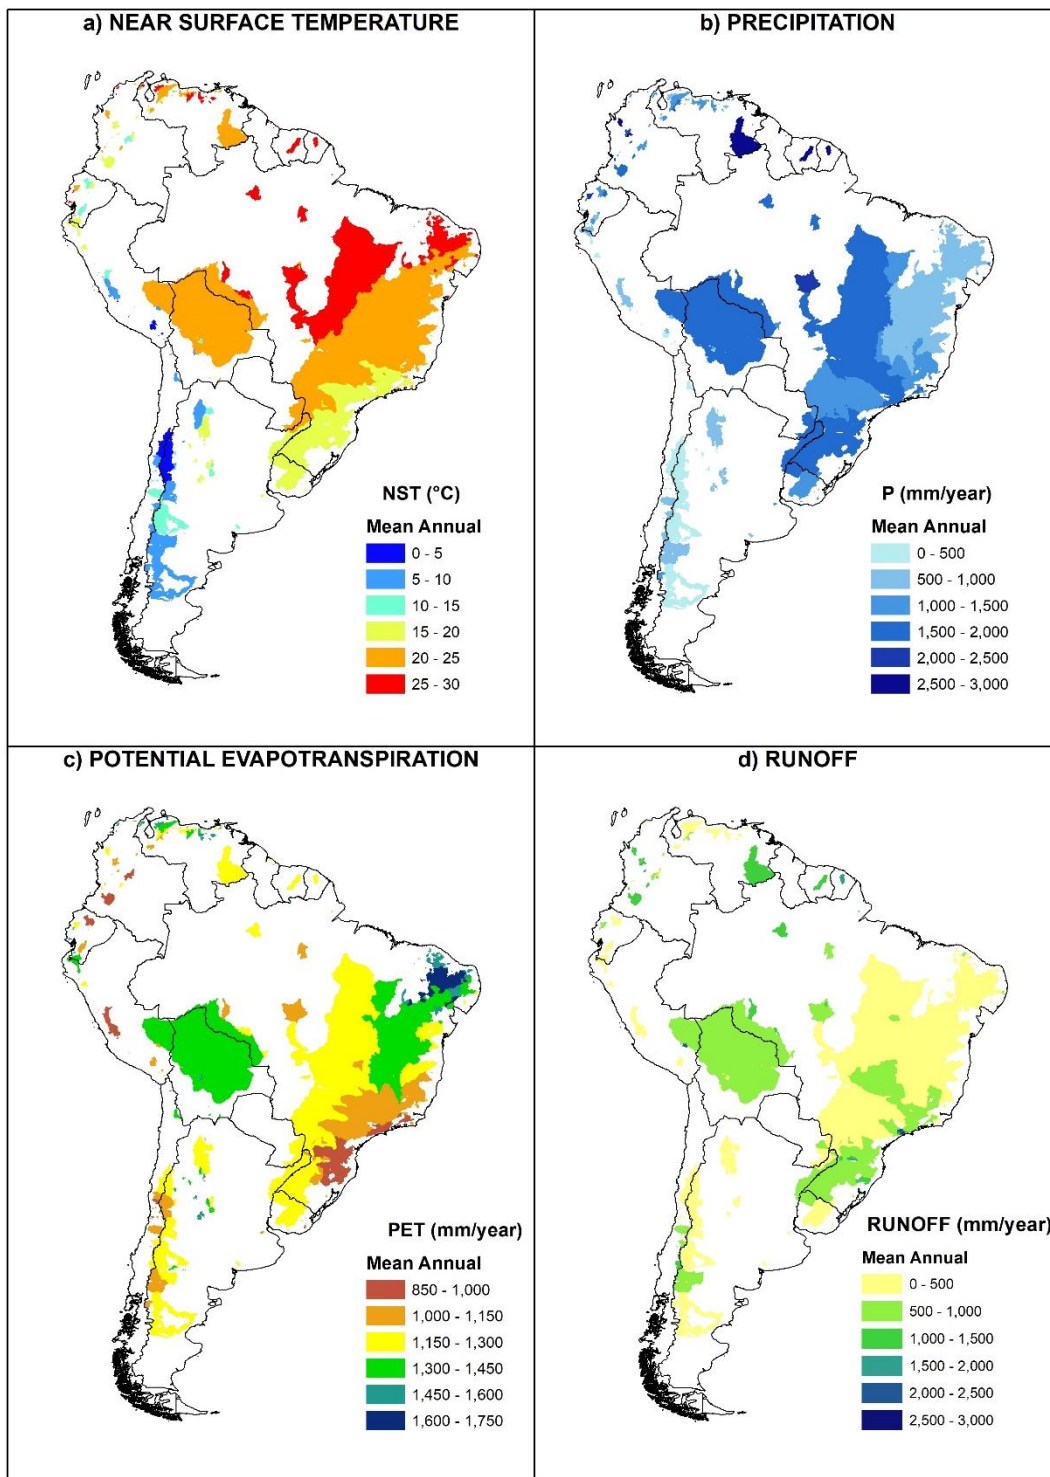 a) NEAR SURFACE TEMPERATURE
NST (°C)
Mean Annual
0 - 5
5 - 10
10 - 15
15 - 20
20 - 25
25 - 30
b) PRECIPITATION
P (mm/year)
Mean Annual
0 - 500
500 - 1,000
1,000 - 1,500
1,500 - 2,000
2,000 - 2,500
2,500 - 3,000
c) POTENTIAL EVAPOTRANSPIRATION
PET (mm/year)
Mean Annual
850 - 1,000
1,000 - 1,150
1,150 - 1,300
1,300 - 1,450
1,450 - 1,600
1,600 - 1,750
d) RUNOFF
RUNOFF (mm/year)
Mean Annual
0 - 500
500 - 1,000
1,000 - 1,500
1,500 - 2,000
2,000 - 2,500
2,500 - 3,000